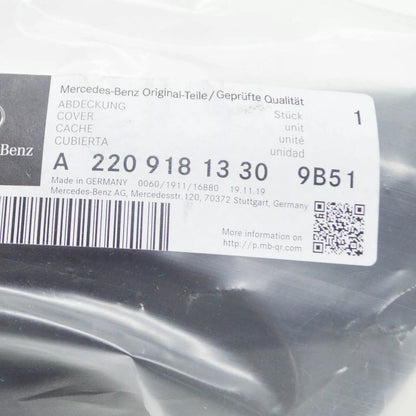 Mercedes-Benz Original-Teile/Geprüfte Qualität
ABDECKUNG
COVER
CACHE
CUBIERTA
Stück
unit
unité
unidad
1
Benz
A 220 918 13 30 9B51
Made in GERMANY 0060/1911/16880 19.11.19
Mercedes-Benz AG, Mercedesstr.120, 70372 Stuttgart, Germany
More information on
http://p.mb-qr.com